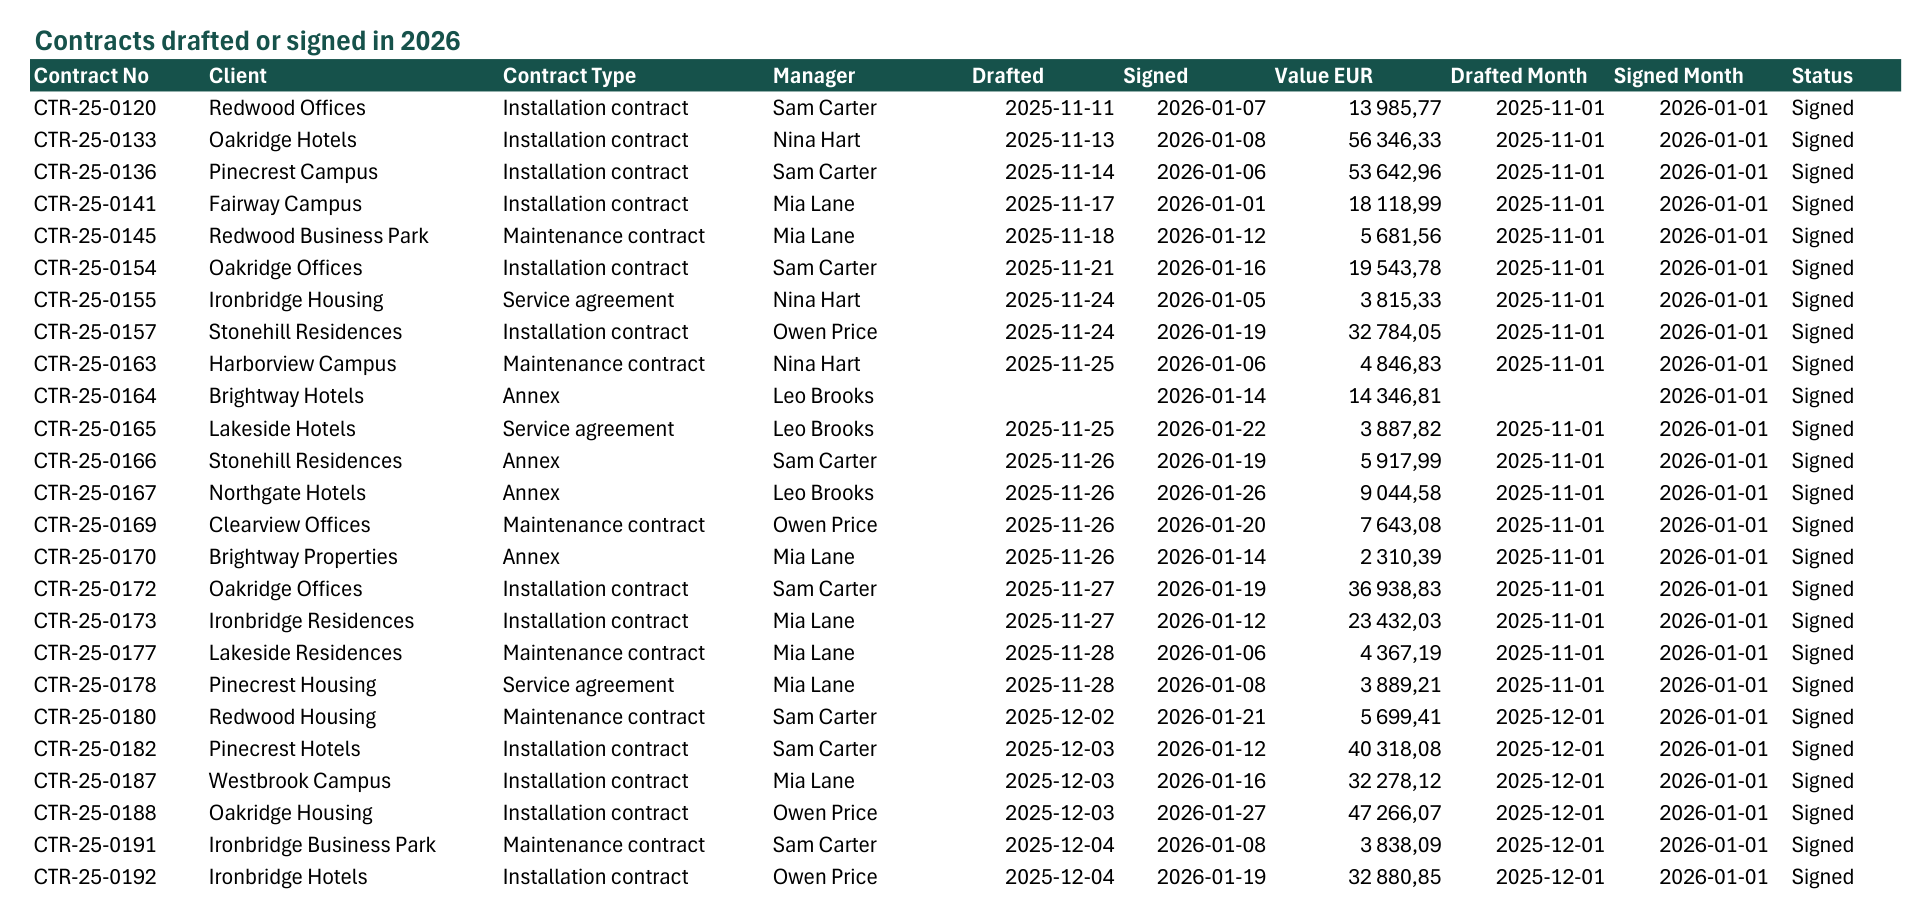 Contracts drafted or signed in 2026
Contract No Client Contract Type Manager Drafted Signed Value EUR Drafted Month Signed Month Status
CTR-25-0120 Redwood Offices Installation contract Sam Carter 2025-11-11 2026-01-07 13 985,77 2025-11-01 2026-01-01 Signed
CTR-25-0133 Oakridge Hotels Installation contract Nina Hart 2025-11-13 2026-01-08 56 346,33 2025-11-01 2026-01-01 Signed
CTR-25-0136 Pinecrest Campus Installation contract Sam Carter 2025-11-14 2026-01-06 53 642,96 2025-11-01 2026-01-01 Signed
CTR-25-0141 Fairway Campus Installation contract Mia Lane 2025-11-17 2026-01-01 18 118,99 2025-11-01 2026-01-01 Signed
CTR-25-0145 Redwood Business Park Maintenance contract Mia Lane 2025-11-18 2026-01-12 5 681,56 2025-11-01 2026-01-01 Signed
CTR-25-0154 Oakridge Offices Installation contract Sam Carter 2025-11-21 2026-01-16 19 543,78 2025-11-01 2026-01-01 Signed
CTR-25-0155 Ironbridge Housing Service agreement Nina Hart 2025-11-24 2026-01-05 3 815,33 2025-11-01 2026-01-01 Signed
CTR-25-0157 Stonehill Residences Installation contract Owen Price 2025-11-24 2026-01-19 32 784,05 2025-11-01 2026-01-01 Signed
CTR-25-0163 Harborview Campus Maintenance contract Nina Hart 2025-11-25 2026-01-06 4 846,83 2025-11-01 2026-01-01 Signed
CTR-25-0164 Brightway Hotels Annex Leo Brooks 2026-01-14 14 346,81 2026-01-01 Signed
CTR-25-0165 Lakeside Hotels Service agreement Leo Brooks 2025-11-25 2026-01-22 3 887,82 2025-11-01 2026-01-01 Signed
CTR-25-0166 Stonehill Residences Annex Sam Carter 2025-11-26 2026-01-19 5 917,99 2025-11-01 2026-01-01 Signed
CTR-25-0167 Northgate Hotels Annex Leo Brooks 2025-11-26 2026-01-26 9 044,58 2025-11-01 2026-01-01 Signed
CTR-25-0169 Clearview Offices Maintenance contract Owen Price 2025-11-26 2026-01-20 7 643,08 2025-11-01 2026-01-01 Signed
CTR-25-0170 Brightway Properties Annex Mia Lane 2025-11-26 2026-01-14 2 310,39 2025-11-01 2026-01-01 Signed
CTR-25-0172 Oakridge Offices Installation contract Sam Carter 2025-11-27 2026-01-19 36 938,83 2025-11-01 2026-01-01 Signed
CTR-25-0173 Ironbridge Residences Installation contract Mia Lane 2025-11-27 2026-01-12 23 432,03 2025-11-01 2026-01-01 Signed
CTR-25-0177 Lakeside Residences Maintenance contract Mia Lane 2025-11-28 2026-01-06 4 367,19 2025-11-01 2026-01-01 Signed
CTR-25-0178 Pinecrest Housing Service agreement Mia Lane 2025-11-28 2026-01-08 3 889,21 2025-11-01 2026-01-01 Signed
CTR-25-0180 Redwood Housing Maintenance contract Sam Carter 2025-12-02 2026-01-21 5 699,41 2025-12-01 2026-01-01 Signed
CTR-25-0182 Pinecrest Hotels Installation contract Sam Carter 2025-12-03 2026-01-12 40 318,08 2025-12-01 2026-01-01 Signed
CTR-25-0187 Westbrook Campus Installation contract Mia Lane 2025-12-03 2026-01-16 32 278,12 2025-12-01 2026-01-01 Signed
CTR-25-0188 Oakridge Housing Installation contract Owen Price 2025-12-03 2026-01-27 47 266,07 2025-12-01 2026-01-01 Signed
CTR-25-0191 Ironbridge Business Park Maintenance contract Sam Carter 2025-12-04 2026-01-08 3 838,09 2025-12-01 2026-01-01 Signed
CTR-25-0192 Ironbridge Hotels Installation contract Owen Price 2025-12-04 2026-01-19 32 880,85 2025-12-01 2026-01-01 Signed